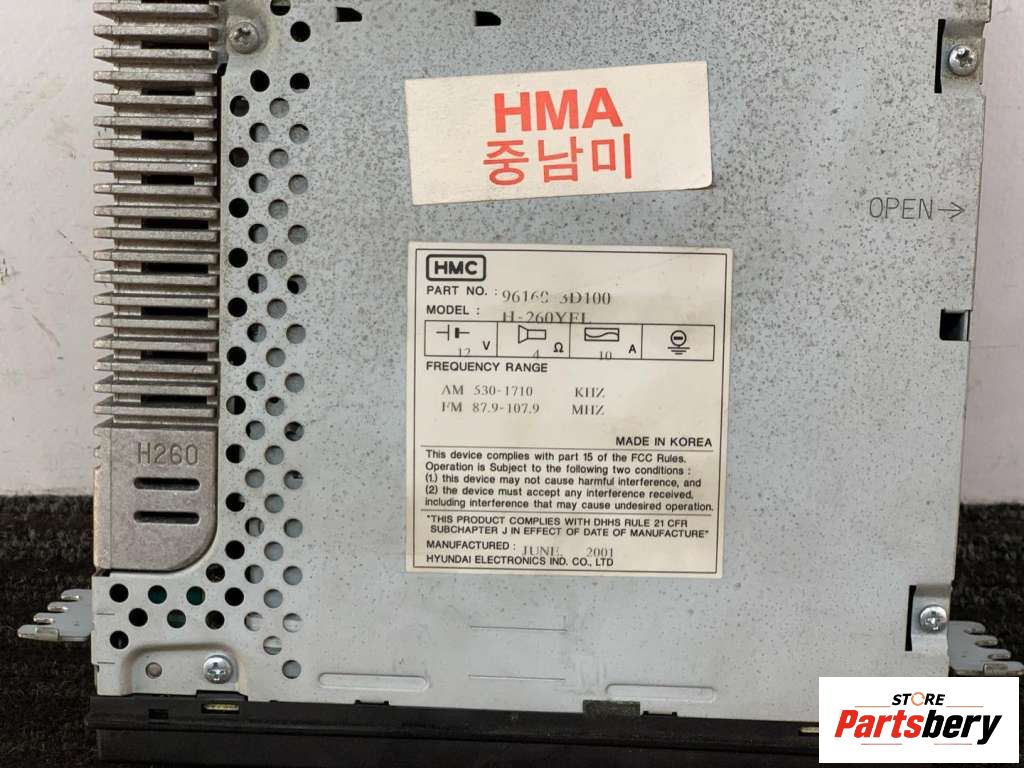 HMA
중남미
OPEN→
HMC
PART NO. : 96160-3D100
MODEL : H-260YFL
12 V 4 Ω 10 A
FREQUENCY RANGE
AM 530-1710 KHZ
FM 87.9-107.9 MHZ
MADE IN KOREA
This device complies with part 15 of the FCC Rules.
Operation is Subject to the following two conditions :
(1.) this device may not cause harmful interference, and
(2) the device must accept any interference received,
including interference that may cause undesired operation.
"THIS PRODUCT COMPLIES WITH DHHS RULE 21 CFR
SUBCHAPTER J IN EFFECT OF DATE OF MANUFACTURE"
MANUFACTURED : JUNE, 2001
HYUNDAI ELECTRONICS IND. CO., LTD
H260
STORE
Partsbery